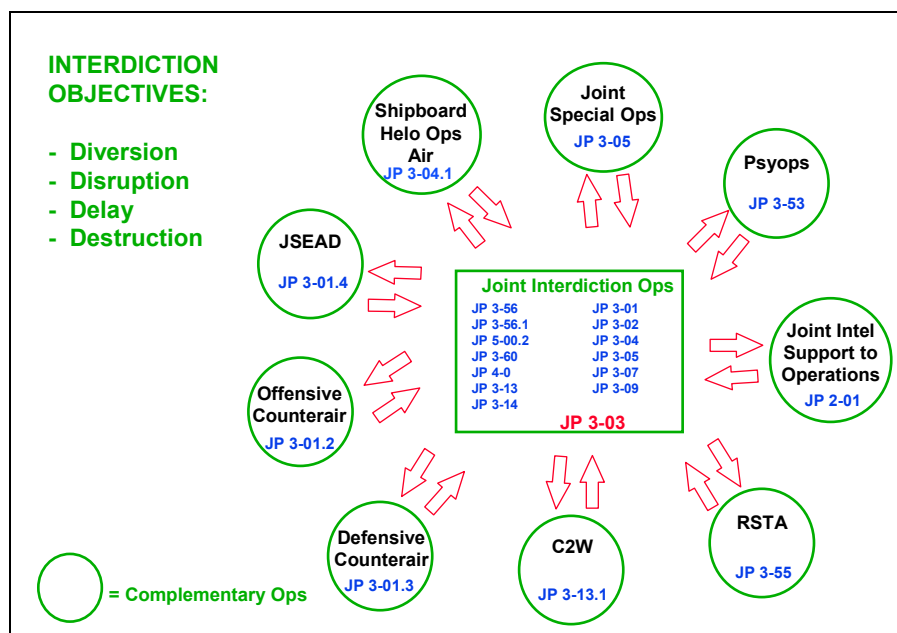 INTERDICTION
OBJECTIVES:
- Diversion
- Disruption
- Delay
- Destruction
Shipboard
Helo Ops
Air
JP 3-04.1
Joint
Special Ops
JP 3-05
Psyops
JP 3-53
JSEAD
JP 3-01.4
Joint Interdiction Ops
JP 3-56
JP 3-56.1
JP 5-00.2
JP 3-60
JP 4-0
JP 3-13
JP 3-14
JP 3-01
JP 3-02
JP 3-04
JP 3-05
JP 3-07
JP 3-09
JP 3-03
Joint Intel
Support to
Operations
JP 2-01
Offensive
Counterair
JP 3-01.2
Defensive
Counterair
JP 3-01.3
C2W
JP 3-13.1
RSTA
JP 3-55
= Complementary Ops